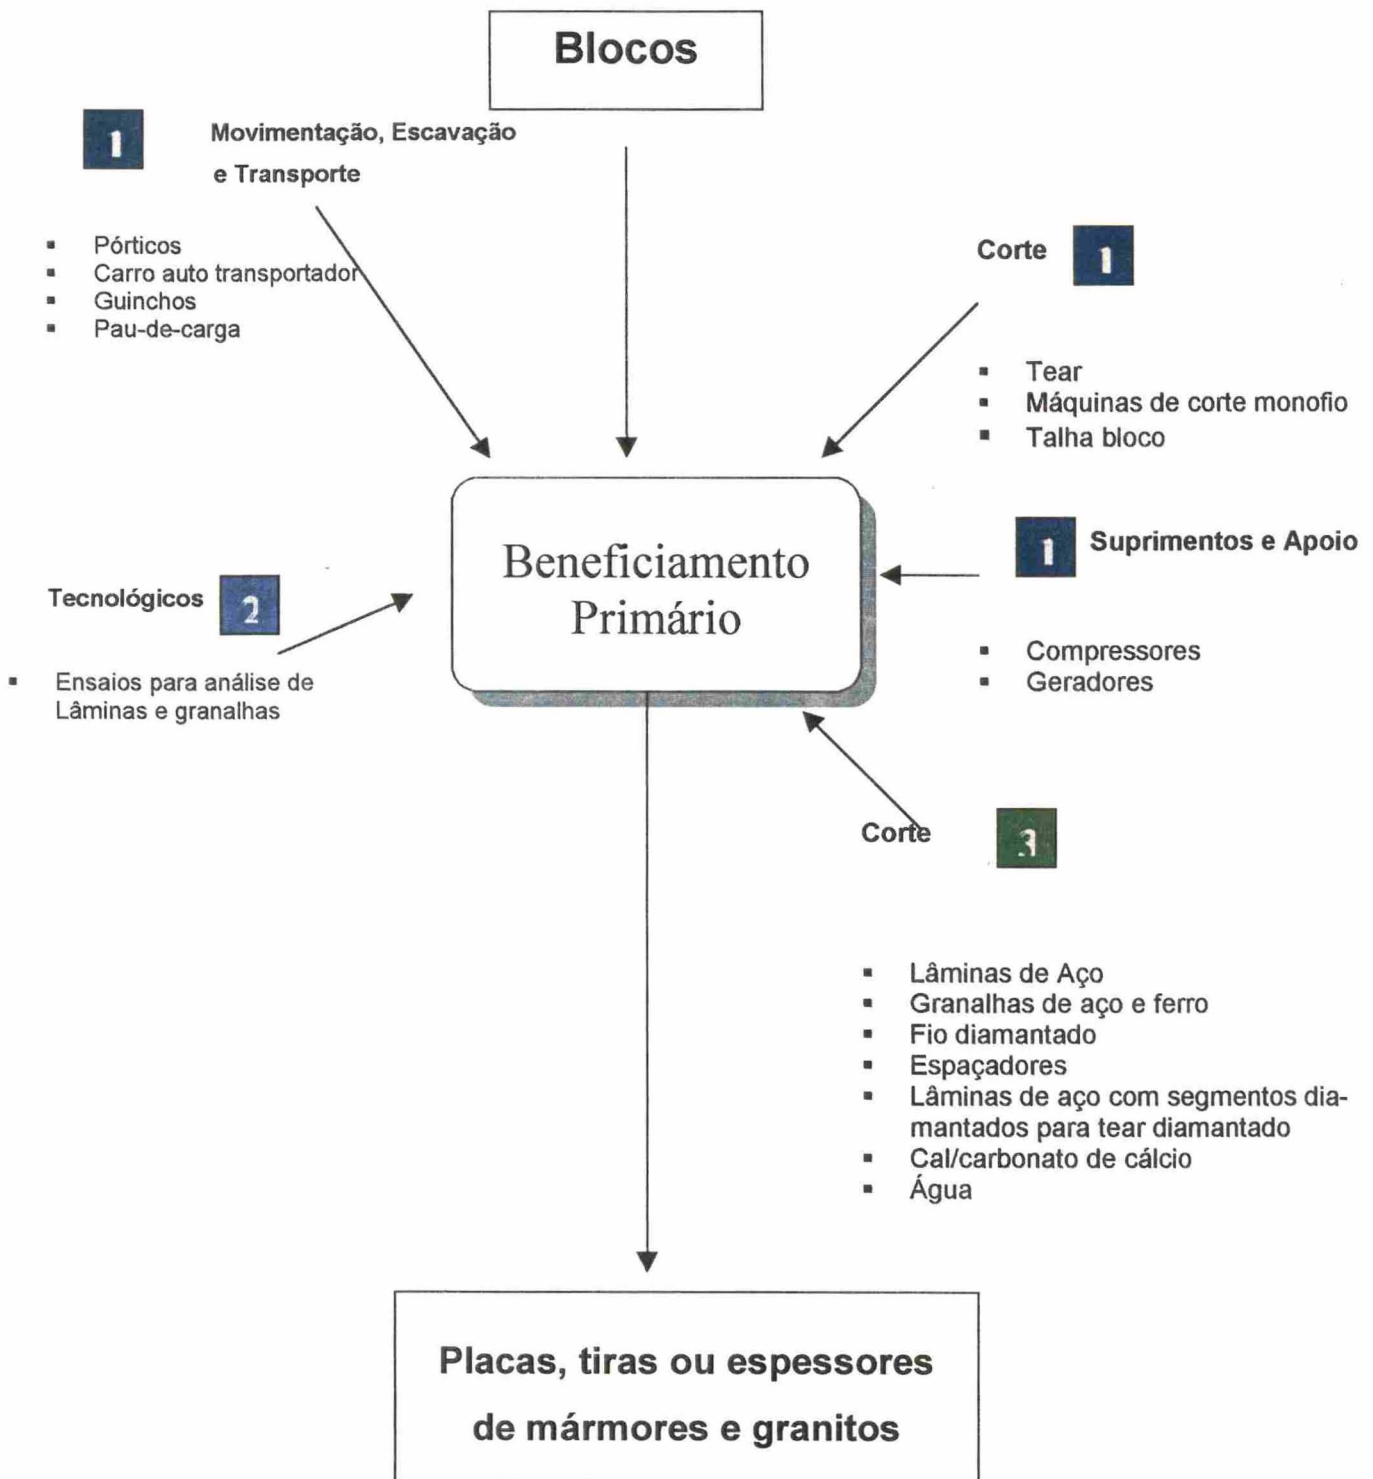 Blocos
1
Movimentação, Escavação
e Transporte
▪ Pórticos
▪ Carro auto transportador
▪ Guinchos
▪ Pau-de-carga
Corte 1
▪ Tear
▪ Máquinas de corte monofio
▪ Talha bloco
Beneficiamento
Primário
1 Suprimentos e Apoio
▪ Compressores
▪ Geradores
Tecnológicos 2
▪ Ensaios para análise de
Lâminas e granalhas
Corte 3
▪ Lâminas de Aço
▪ Granalhas de aço e ferro
▪ Fio diamantado
▪ Espaçadores
▪ Lâminas de aço com segmentos dia-
mantados para tear diamantado
▪ Cal/carbonato de cálcio
▪ Água
Placas, tiras ou espessores
de mármores e granitos